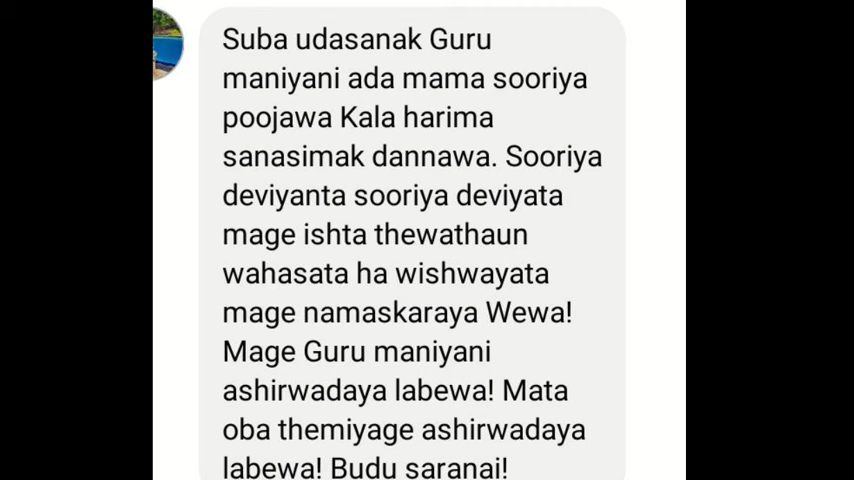 Suba udasanak Guru
maniyani ada mama sooriya
poojawa Kala harima
sanasimak dannawa. Sooriya
deviyanta sooriya deviyata
mage ishta thewathaun
wahasata ha wishwayata
mage namaskaraya Wewa!
Mage Guru maniyani
ashirwadaya labewa! Mata
oba themiyage ashirwadaya
labewa! Budu saranai!